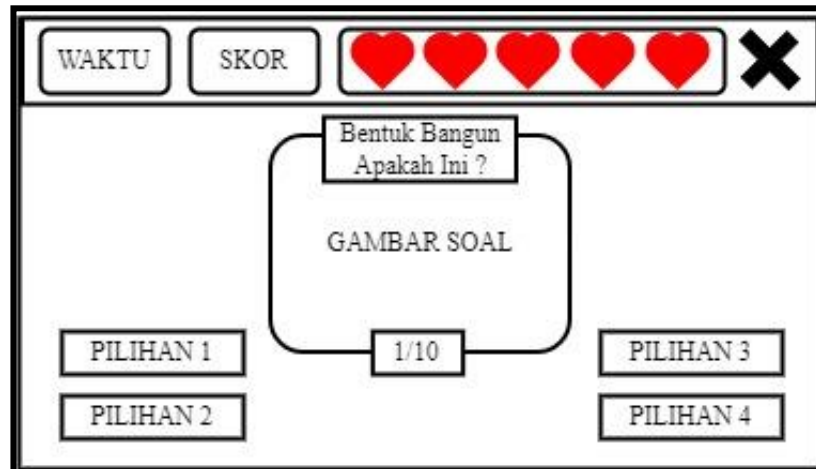 WAKTU
SKOR
Bentuk Bangun
Apakah Ini ?
GAMBAR SOAL
PILIHAN 1
1/10
PILIHAN 3
PILIHAN 2
PILIHAN 4